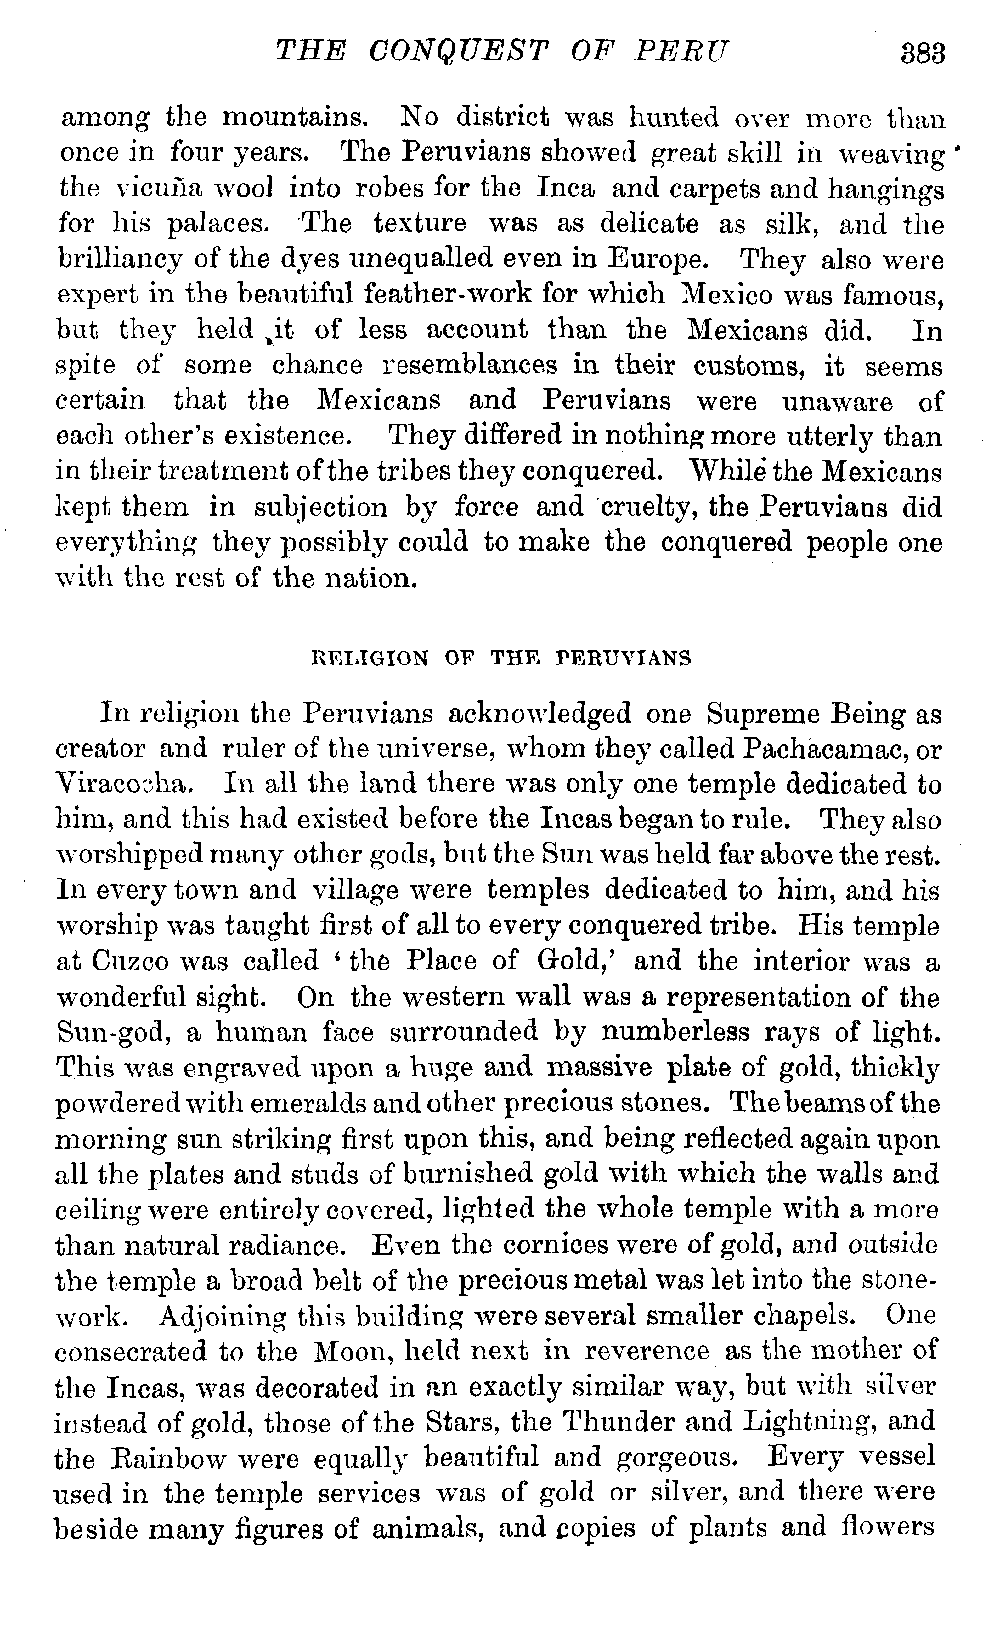 THE CONQUEST OF PERU 383
among the mountains. No district was hunted over more than
once in four years. The Peruvians showed great skill in weaving
the vicuña wool into robes for the Inca and carpets and hangings
for his palaces. The texture was as delicate as silk, and the
brilliancy of the dyes unequalled even in Europe. They also were
expert in the beautiful feather-work for which Mexico was famous,
but they held it of less account than the Mexicans did. In
spite of some chance resemblances in their customs, it seems
certain that the Mexicans and Peruvians were unaware of
each other's existence. They differed in nothing more utterly than
in their treatment of the tribes they conquered. While the Mexicans
kept them in subjection by force and cruelty, the Peruvians did
everything they possibly could to make the conquered people one
with the rest of the nation.
RELIGION OF THE PERUVIANS
In religion the Peruvians acknowledged one Supreme Being as
creator and ruler of the universe, whom they called Pachacamac, or
Viracocha. In all the land there was only one temple dedicated to
him, and this had existed before the Incas began to rule. They also
worshipped many other gods, but the Sun was held far above the rest.
In every town and village were temples dedicated to him, and his
worship was taught first of all to every conquered tribe. His temple
at Cuzco was called ‘the Place of Gold,’ and the interior was a
wonderful sight. On the western wall was a representation of the
Sun-god, a human face surrounded by numberless rays of light.
This was engraved upon a huge and massive plate of gold, thickly
powdered with emeralds and other precious stones. The beams of the
morning sun striking first upon this, and being reflected again upon
all the plates and studs of burnished gold with which the walls and
ceiling were entirely covered, lighted the whole temple with a more
than natural radiance. Even the cornices were of gold, and outside
the temple a broad belt of the precious metal was let into the stone-
work. Adjoining this building were several smaller chapels. One
consecrated to the Moon, held next in reverence as the mother of
the Incas, was decorated in an exactly similar way, but with silver
instead of gold, those of the Stars, the Thunder and Lightning, and
the Rainbow were equally beautiful and gorgeous. Every vessel
used in the temple services was of gold or silver, and there were
beside many figures of animals, and copies of plants and flowers